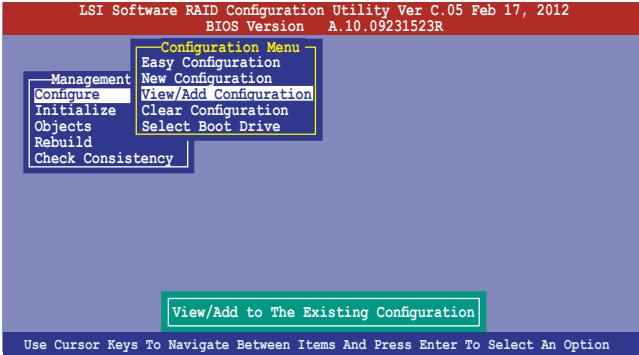 LSI Software RAID Configuration Utility Ver C.05 Feb 17, 2012
BIOS Version A.10.09231523R
Configuration Menu
Easy Configuration
New Configuration
View/Add Configuration
Clear Configuration
Select Boot Drive
Management
Configure
Initialize
Objects
Rebuild
Check Consistency
View/Add to The Existing Configuration
Use Cursor Keys To Navigate Between Items And Press Enter To Select An Option